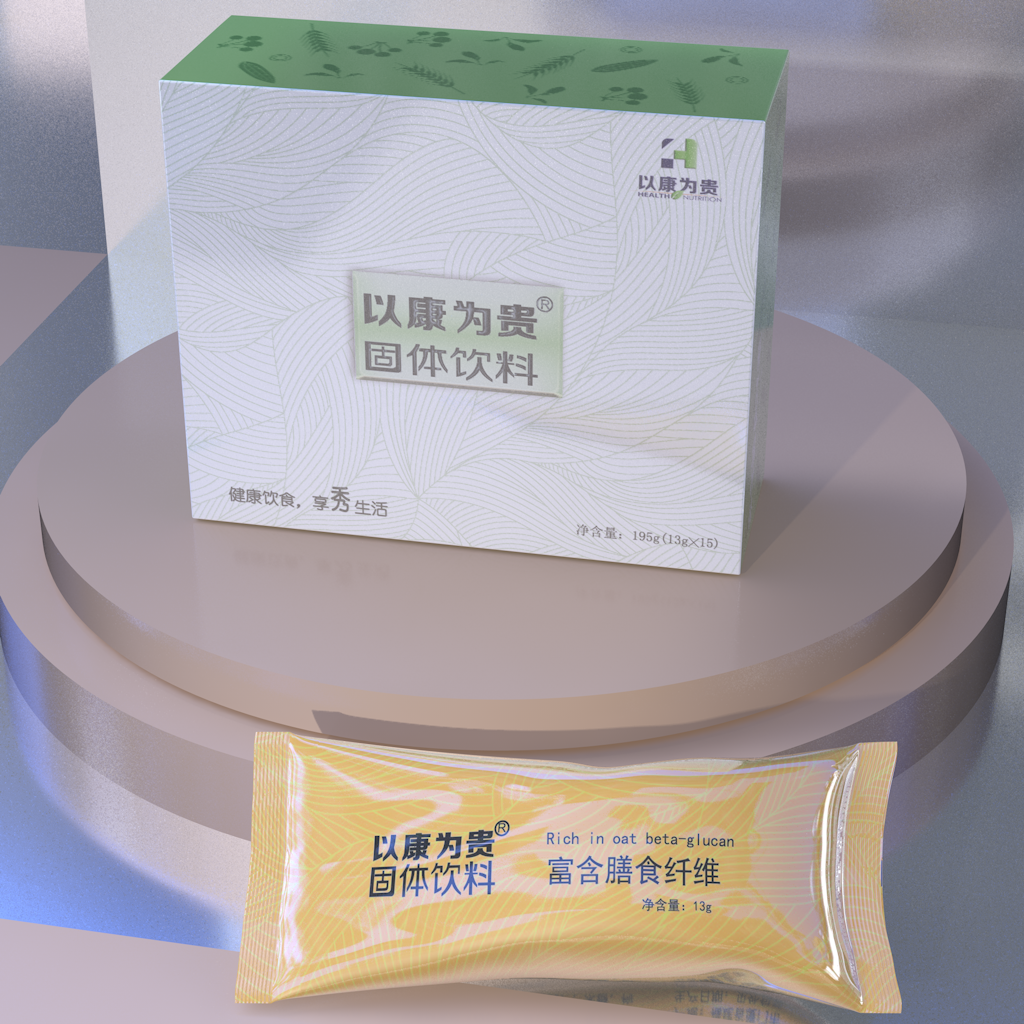 以康为贵
HEALTH NUTRITION
以康为贵®
固体饮料
健康饮食，享秀生活
净含量：195g(13g×15)
以康为贵®
固体饮料
Rich in oat beta-glucan
富含膳食纤维
净含量：13g